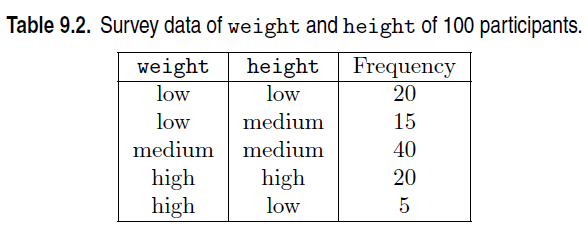 Table 9.2. Survey data of weight and height of 100 participants.
weight height Frequency
low low 20
low medium 15
medium medium 40
high high 20
high low 5